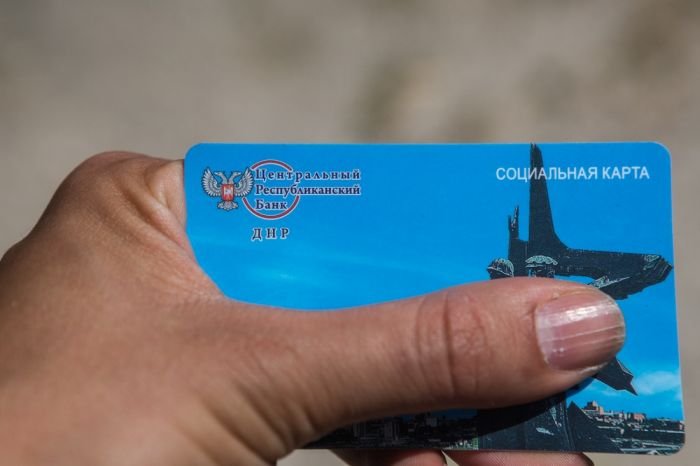 Центральный
Республиканский
Банк
ДНР
СОЦИАЛЬНАЯ КАРТА